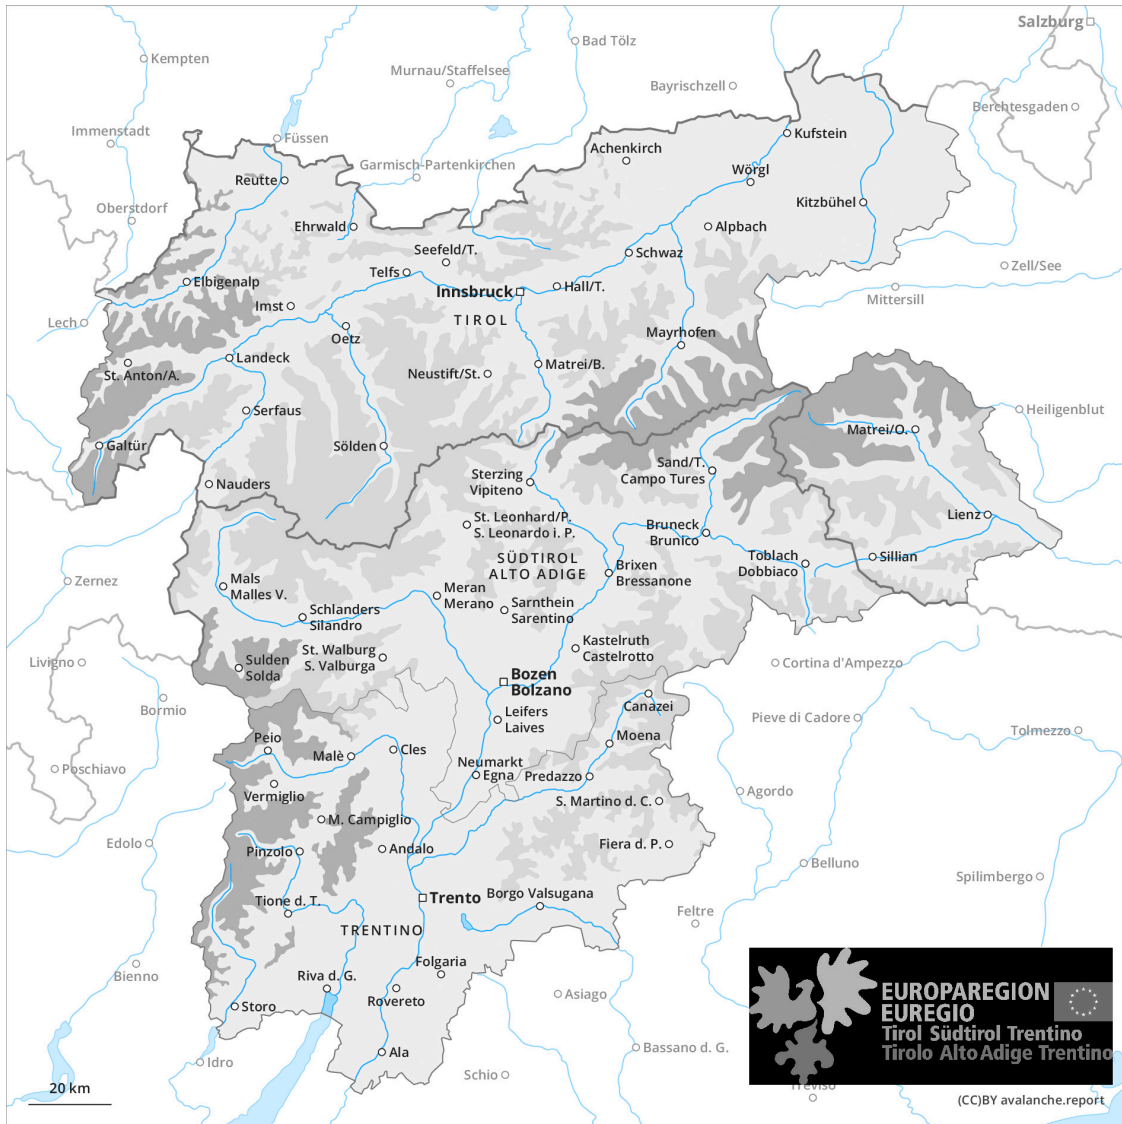 Salzburg
Bad Tölz
Kempten
Murnau/Staffelsee
Bayrischzell
Berchtesgaden
Immenstadt
Füssen
Kufstein
Achenkirch
Garmisch-Partenkirchen
Wörgl
Reutte
Kitzbühel
Oberstdorf
Ehrwald
Alpbach
Seefeld/T.
Schwaz
Telfs
Zell/See
Elbigenalp
Innsbruck
Hall/T.
Mittersill
Imst
TIROL
Lech
Oetz
Mayrhofen
Landeck
Matrei/B.
St. Anton/A.
Neustift/St.
Serfaus
Heiligenblut
Matrei/O.
Galtür
Sölden
Sterzing
Vipiteno
Sand/T.
Campo Tures
Nauders
St. Leonhard/P.
S. Leonardo i. P.
Bruneck
Brunico
Lienz
SÜDTIROL
ALTO ADIGE
Toblach
Dobbiaco
Sillian
Brixen
Bressanone
Zernez
Mals
Malles V.
Meran
Merano
Sarnthein
Sarentino
Schlanders
Silandro
Kastelruth
Castelrotto
St. Walburg
S. Valburga
Livigno
Sulden
Solda
Cortina d'Ampezzo
Bozen
Bolzano
Bormio
Canazei
Leifers
Laives
Pieve di Cadore
Tolmezzo
Peio
Moena
Malè
Cles
Neumarkt
Egna
Predazzo
Poschiavo
Vermiglio
Agordo
S. Martino d. C.
M. Campiglio
Edolo
Pinzolo
Andalo
Fiera d. P.
Belluno
Spilimbergo
Borgo Valsugana
Trento
Tione d. T.
Feltre
TRENTINO
Folgaria
Bienno
Riva d. G.
Rovereto
Asiago
Storo
EUROPAREGION
EUREGIO
Tirol Südtirol Trentino
Tirolo Alto Adige Trentino
Ala
Bassano d. G.
Idro
Schio
Treviso
20 km
(CC)BY avalanche.report